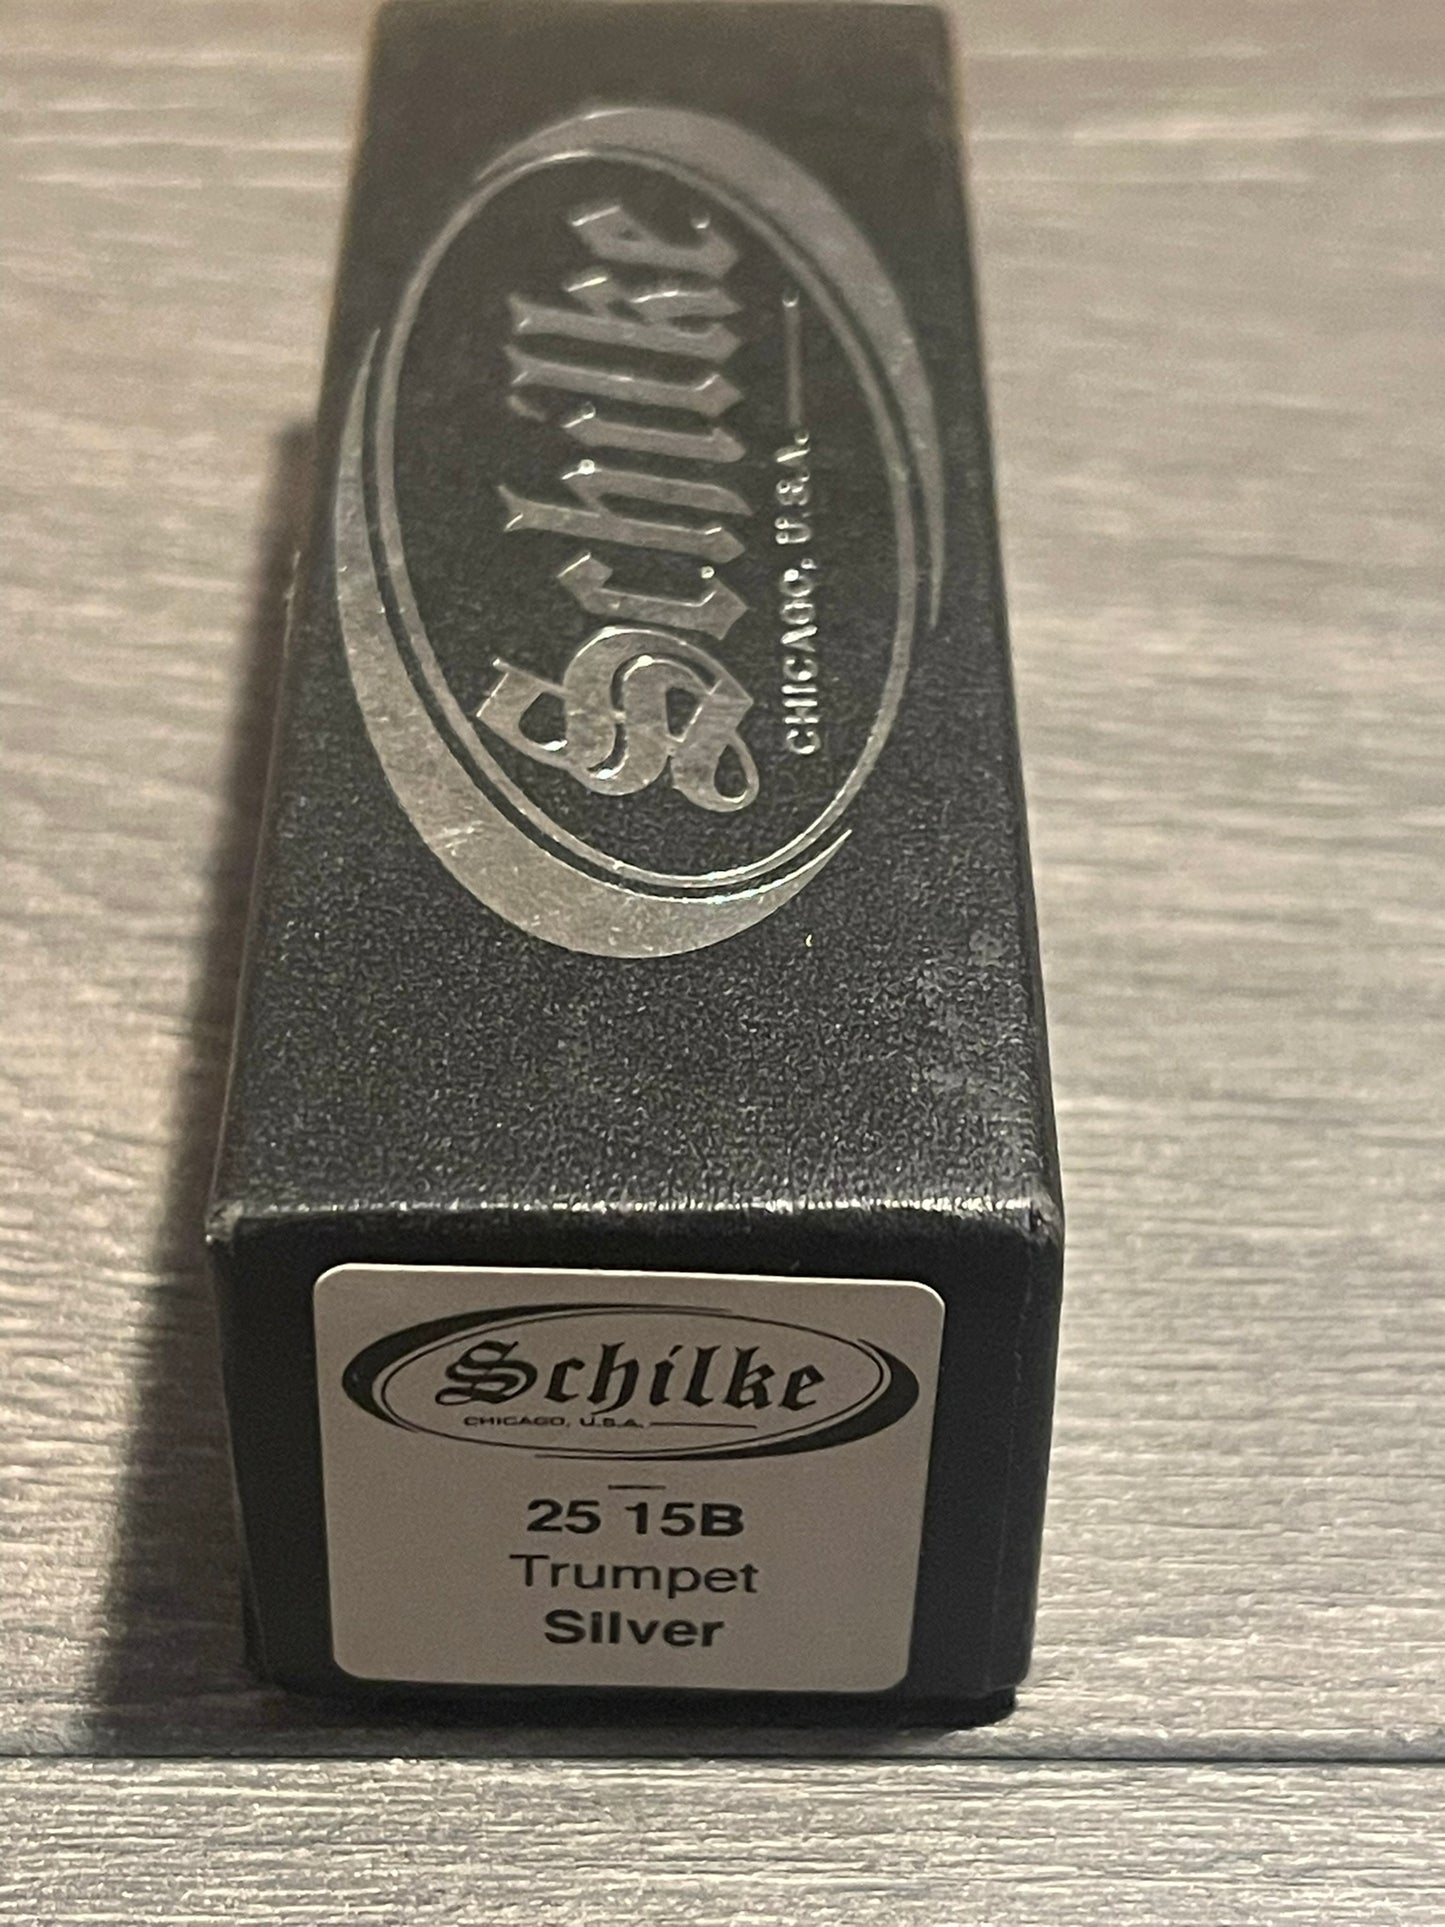 Schilke
CHICAGO, U.S.A.
Schilke
CHICAGO, U.S.A.
25 15B
Trumpet
Silver